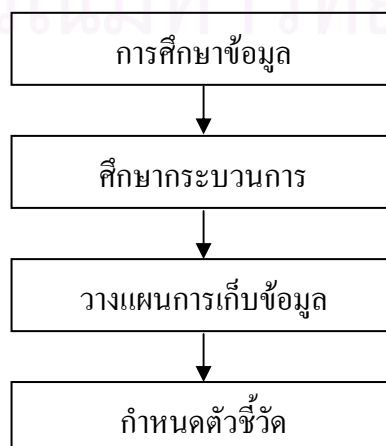 การศึกษาข้อมูล
ศึกษากระบวนการ
วางแผนการเก็บข้อมูล
กำหนดตัวชี้วัด